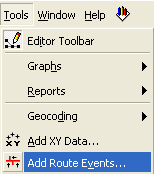 Tools Window Help
Editor Toolbar
Graphs
Reports
Geocoding
Add XY Data...
Add Route Events...